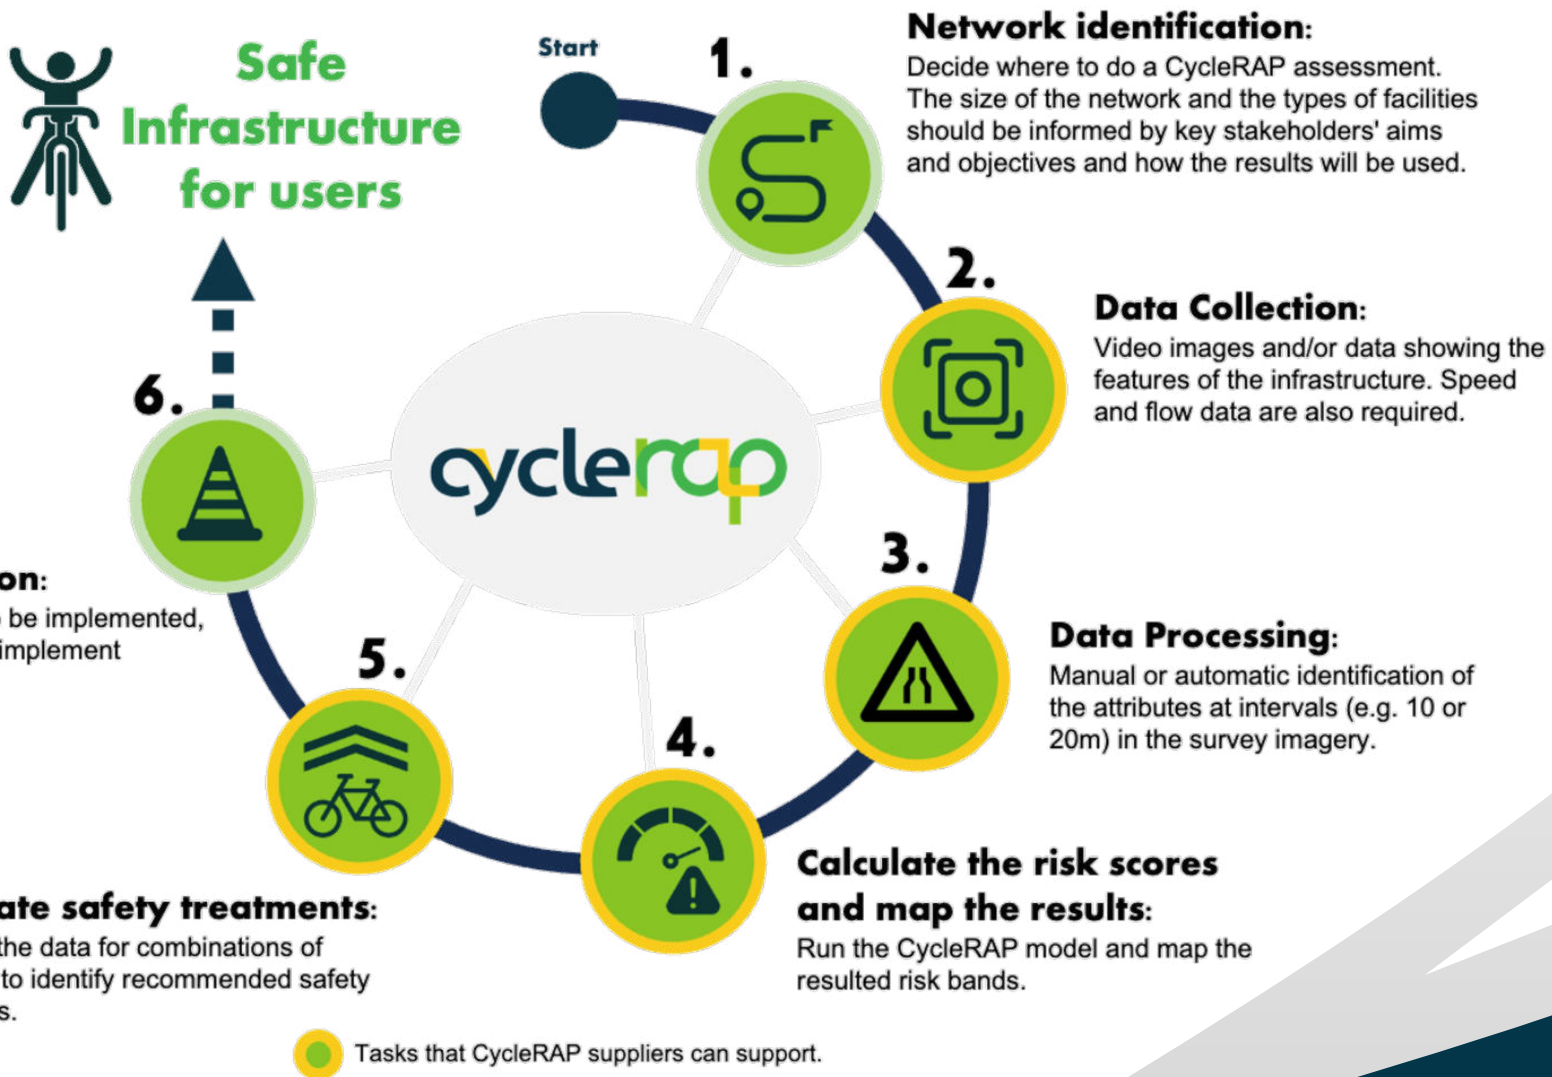 Safe
Infrastructure
for users
Start
1.
Network identification:
Decide where to do a CycleRAP assessment.
The size of the network and the types of facilities
should be informed by key stakeholders' aims
and objectives and how the results will be used.
2.
Data Collection:
Video images and/or data showing the
features of the infrastructure. Speed
and flow data are also required.
3.
Data Processing:
Manual or automatic identification of
the attributes at intervals (e.g. 10 or
20m) in the survey imagery.
4.
Calculate the risk scores
and map the results:
Run the CycleRAP model and map the
resulted risk bands.
5.
ate safety treatments:
the data for combinations of
to identify recommended safety
s.
6.
on:
be implemented,
implement
cyclerap
Tasks that CycleRAP suppliers can support.